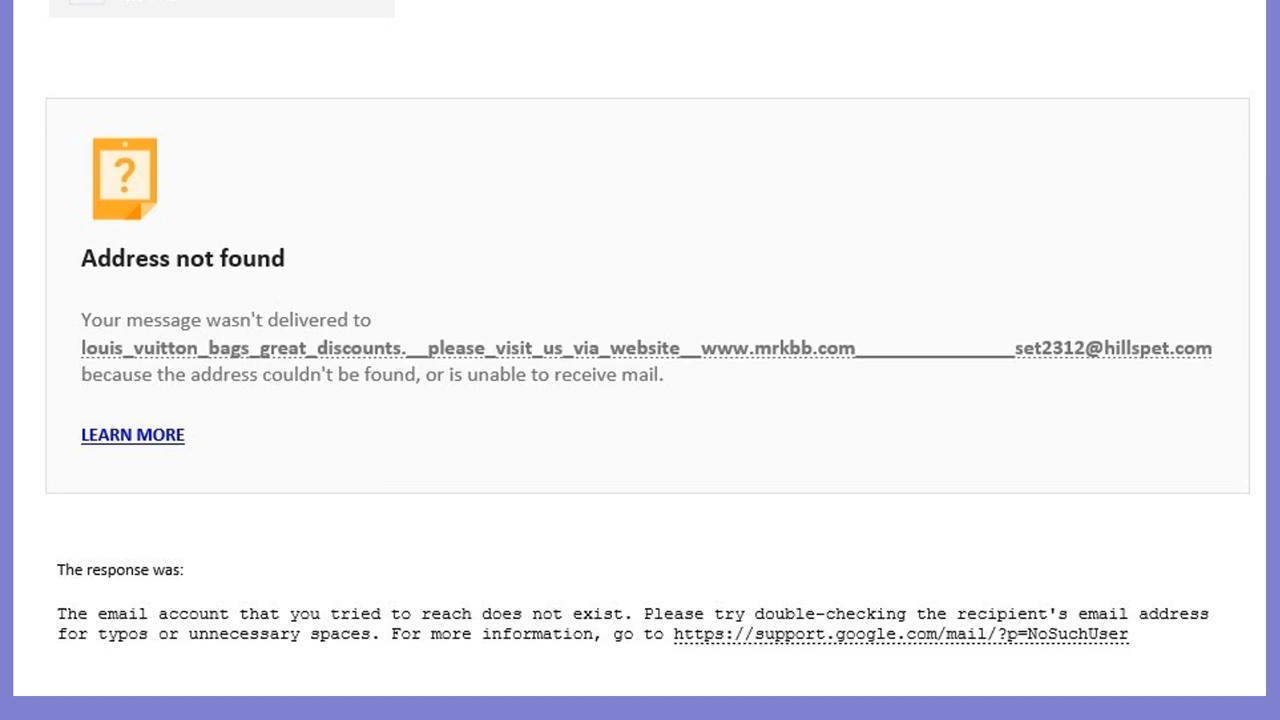 ?
Address not found
Your message wasn't delivered to
louis_vuitton_bags_great_discounts.__please_visit_us_via_website__www.mrkbb.com________________set2312@hillspet.com
because the address couldn't be found, or is unable to receive mail.
LEARN MORE
The response was:
The email account that you tried to reach does not exist. Please try double-checking the recipient's email address
for typos or unnecessary spaces. For more information, go to https://support.google.com/mail/?p=NoSuchUser